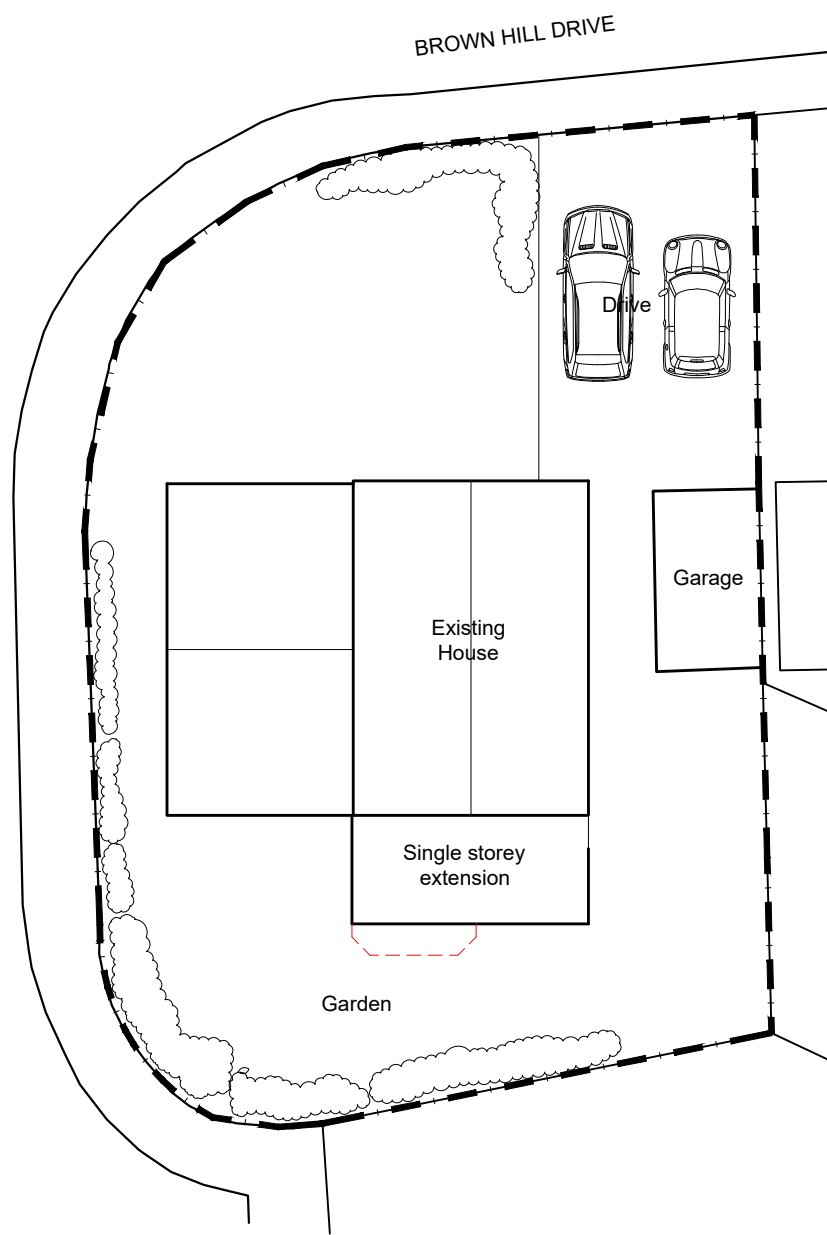 BROWN HILL DRIVE
Drive
Garage
Existing
House
Single storey
extension
Garden